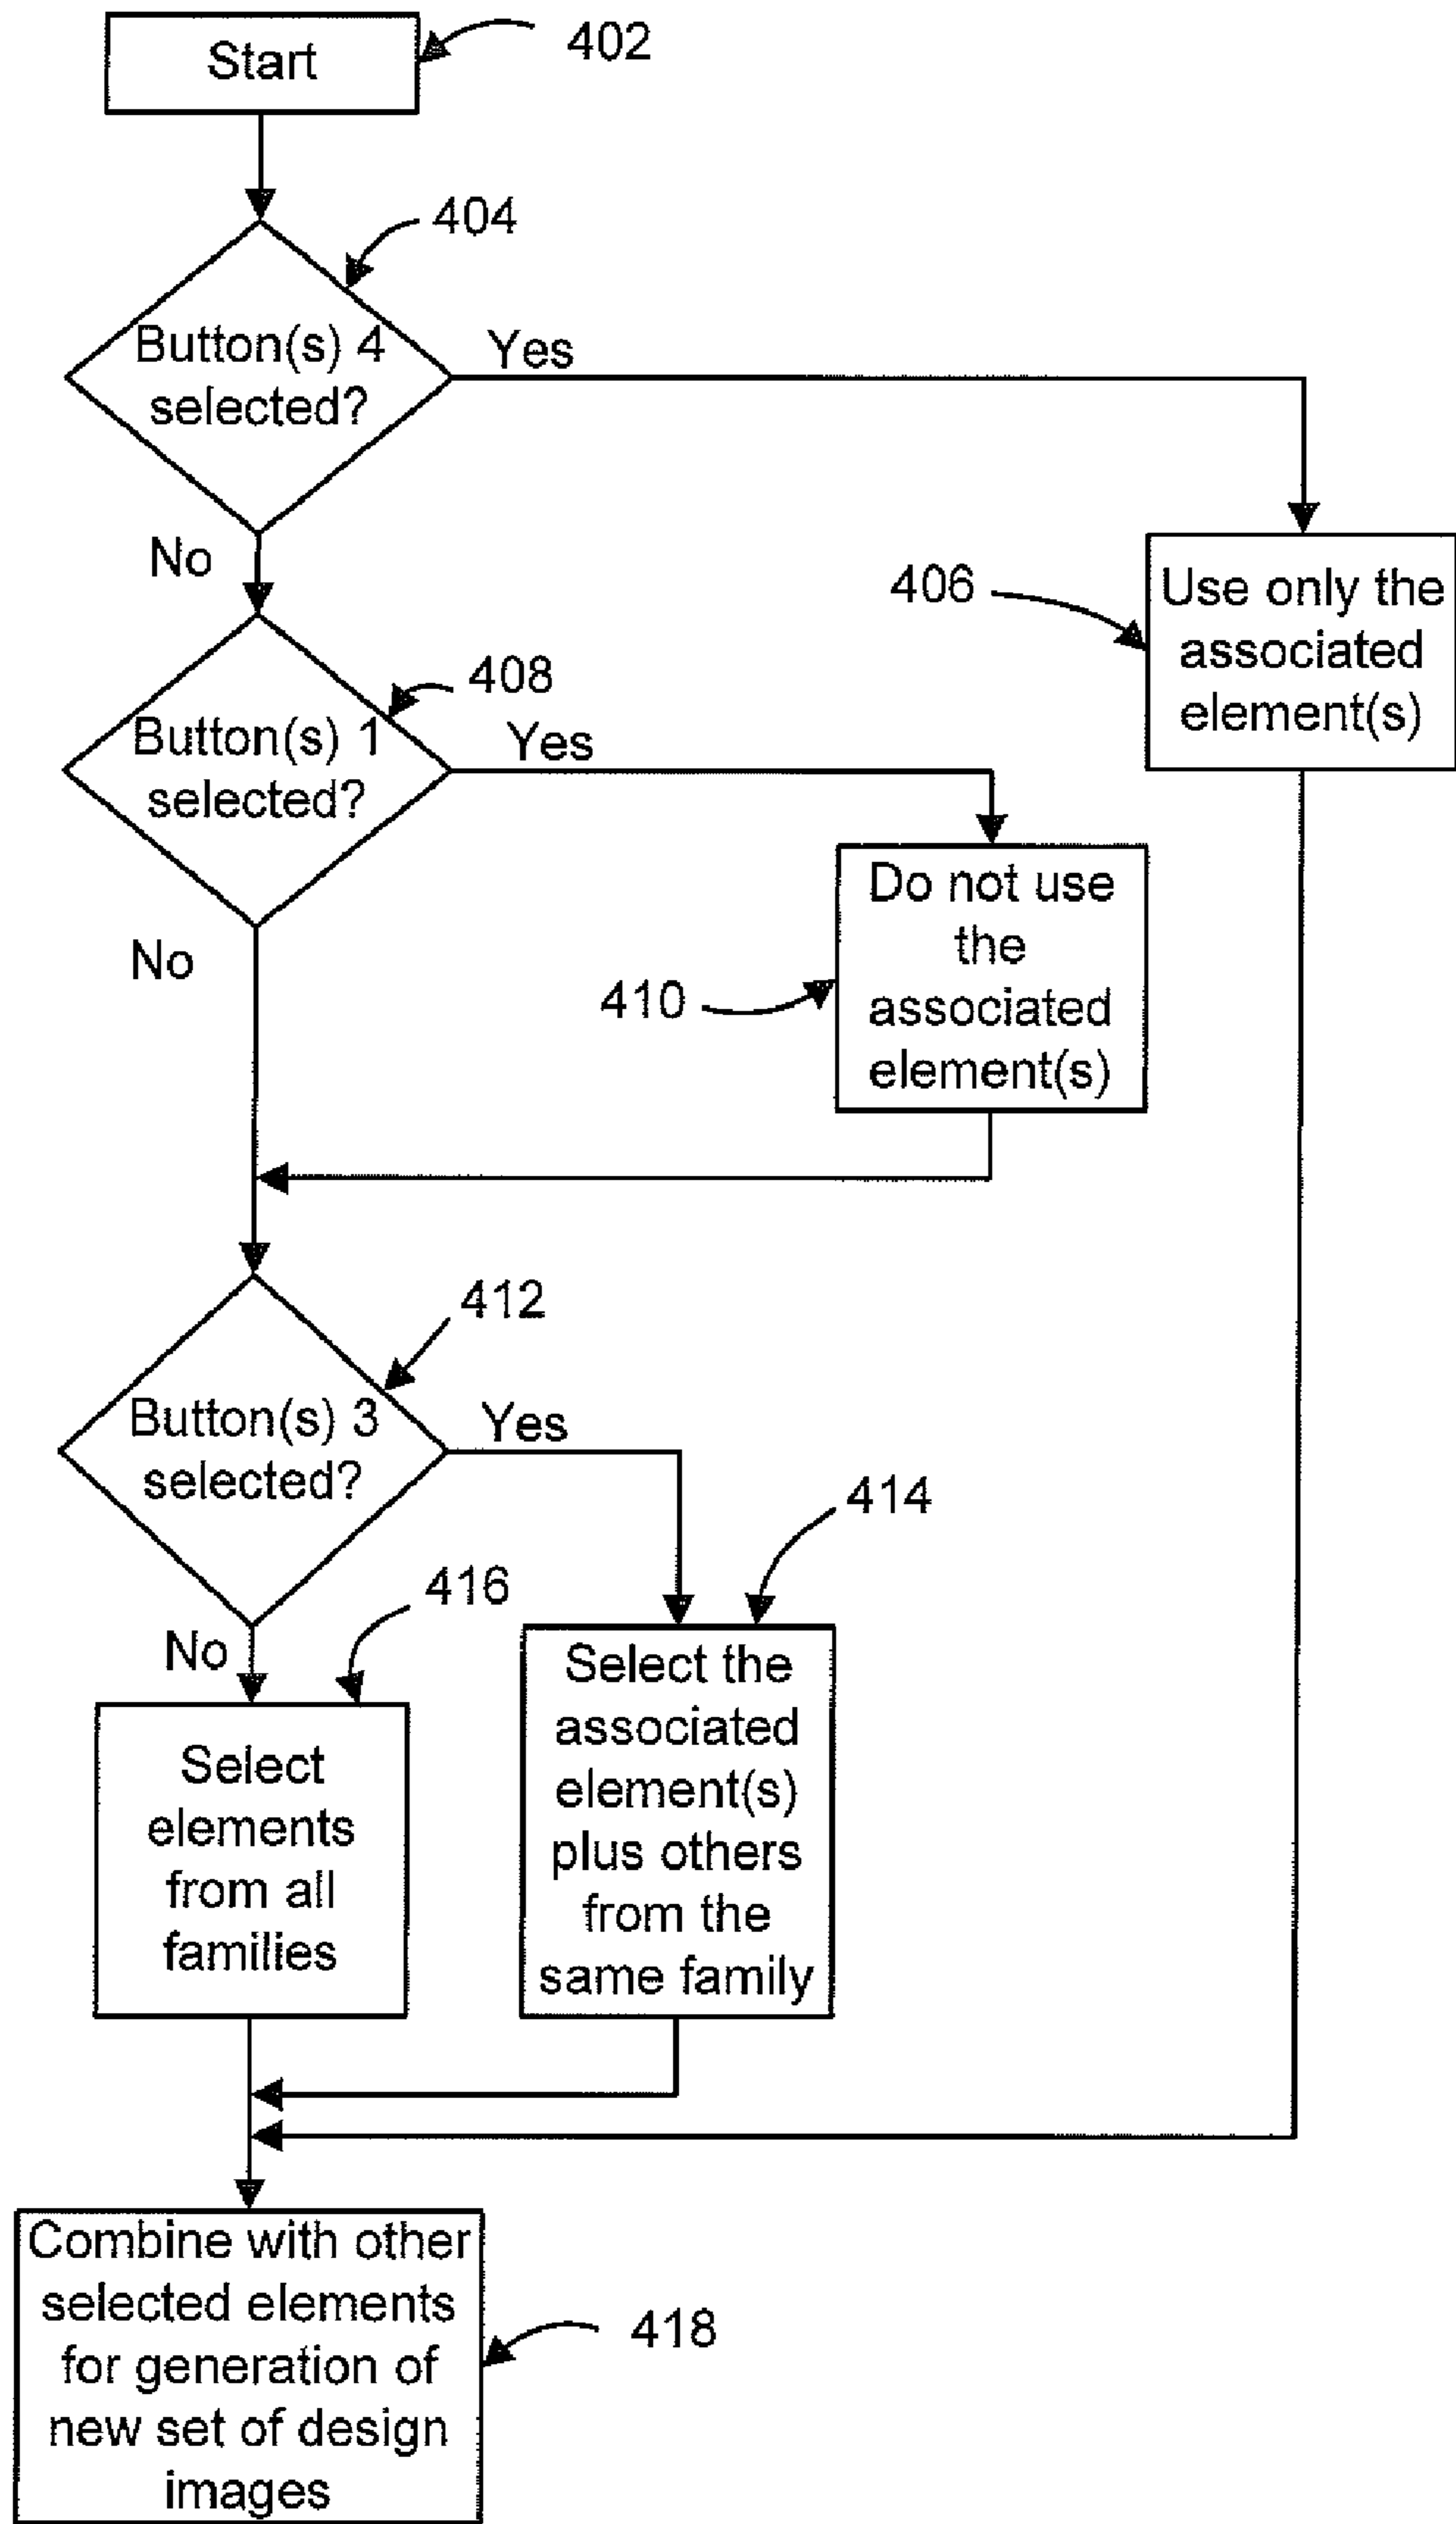 Start
402
404
Button(s) 4
selected?
Yes
No
406
Use only the
associated
element(s)
408
Button(s) 1
selected?
Yes
No
410
Do not use
the
associated
element(s)
412
Button(s) 3
selected?
Yes
No
414
416
Select the
associated
element(s)
plus others
from the
same family
Select
elements
from all
families
Combine with other
selected elements
for generation of
new set of design
images
418